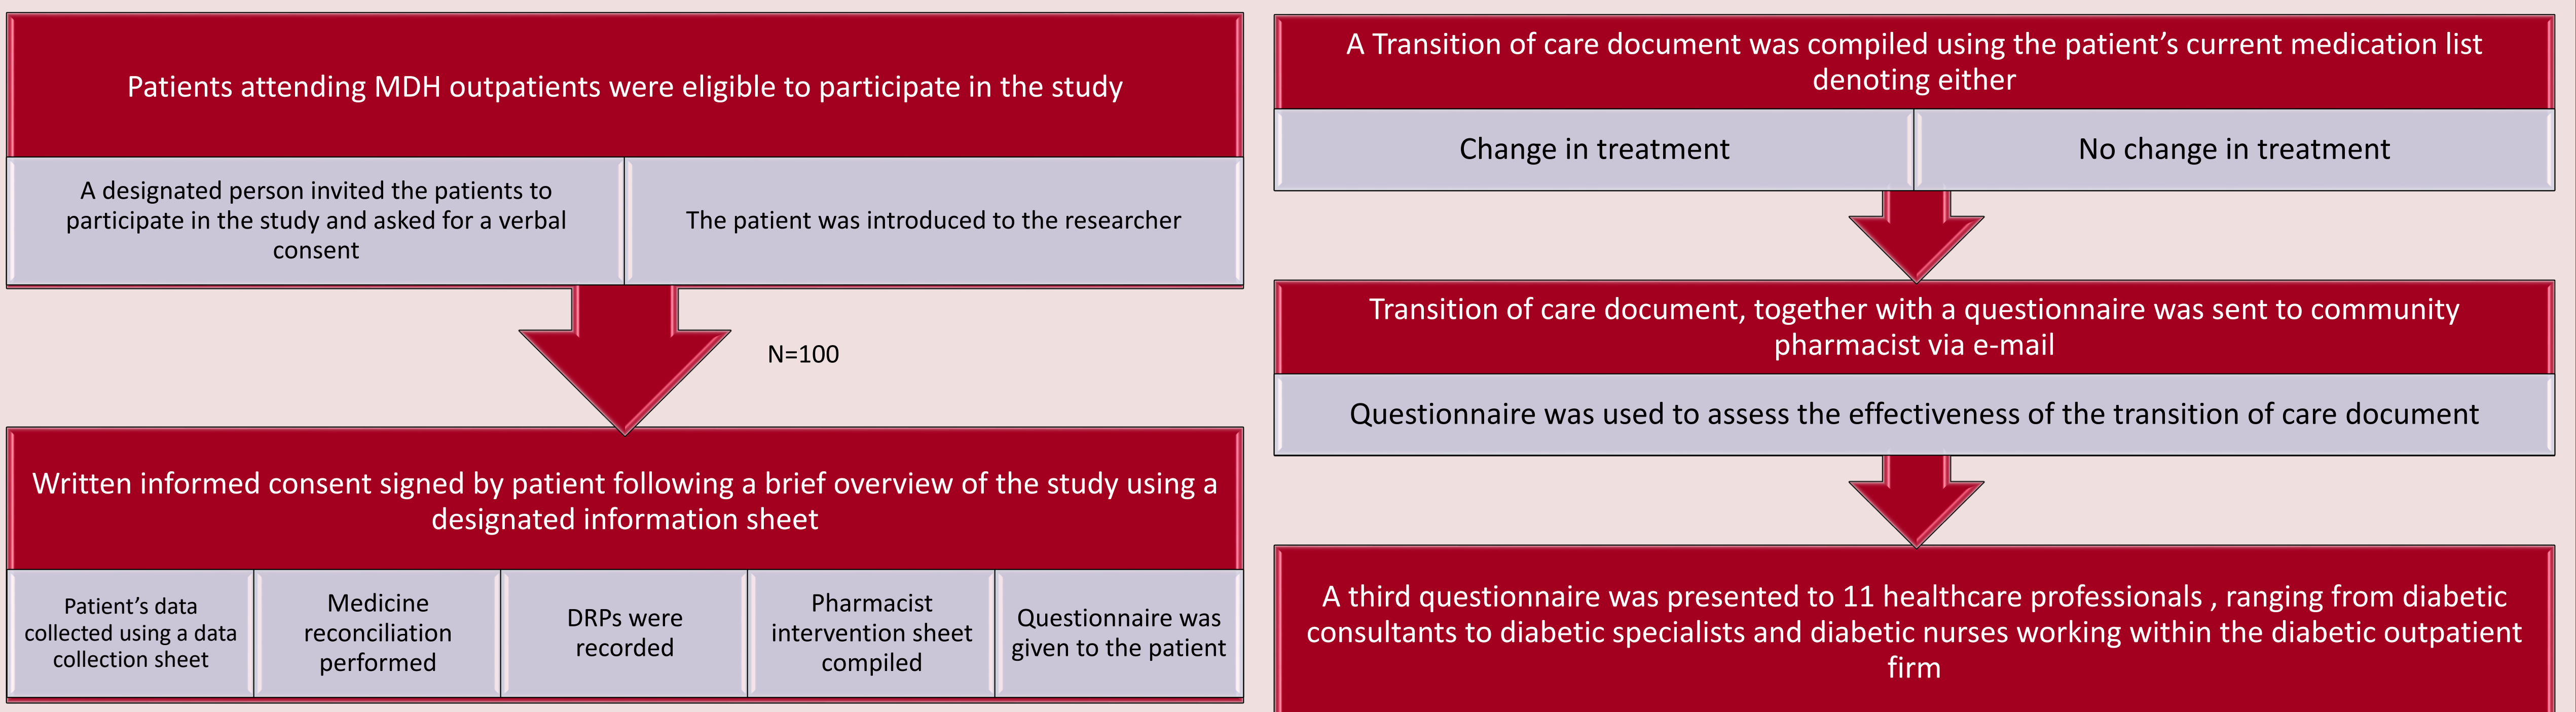 Patients attending MDH outpatients were eligible to participate in the study
A designated person invited the patients to
participate in the study and asked for a verbal
consent
The patient was introduced to the researcher
N=100
Written informed consent signed by patient following a brief overview of the study using a
designated information sheet
Patient’s data
collected using a data
collection sheet
Medicine
reconciliation
performed
DRPs were
recorded
Pharmacist
intervention sheet
compiled
Questionnaire was
given to the patient
A Transition of care document was compiled using the patient’s current medication list
denoting either
Change in treatment
No change in treatment
Transition of care document, together with a questionnaire was sent to community
pharmacist via e-mail
Questionnaire was used to assess the effectiveness of the transition of care document
A third questionnaire was presented to 11 healthcare professionals , ranging from diabetic
consultants to diabetic specialists and diabetic nurses working within the diabetic outpatient
firm